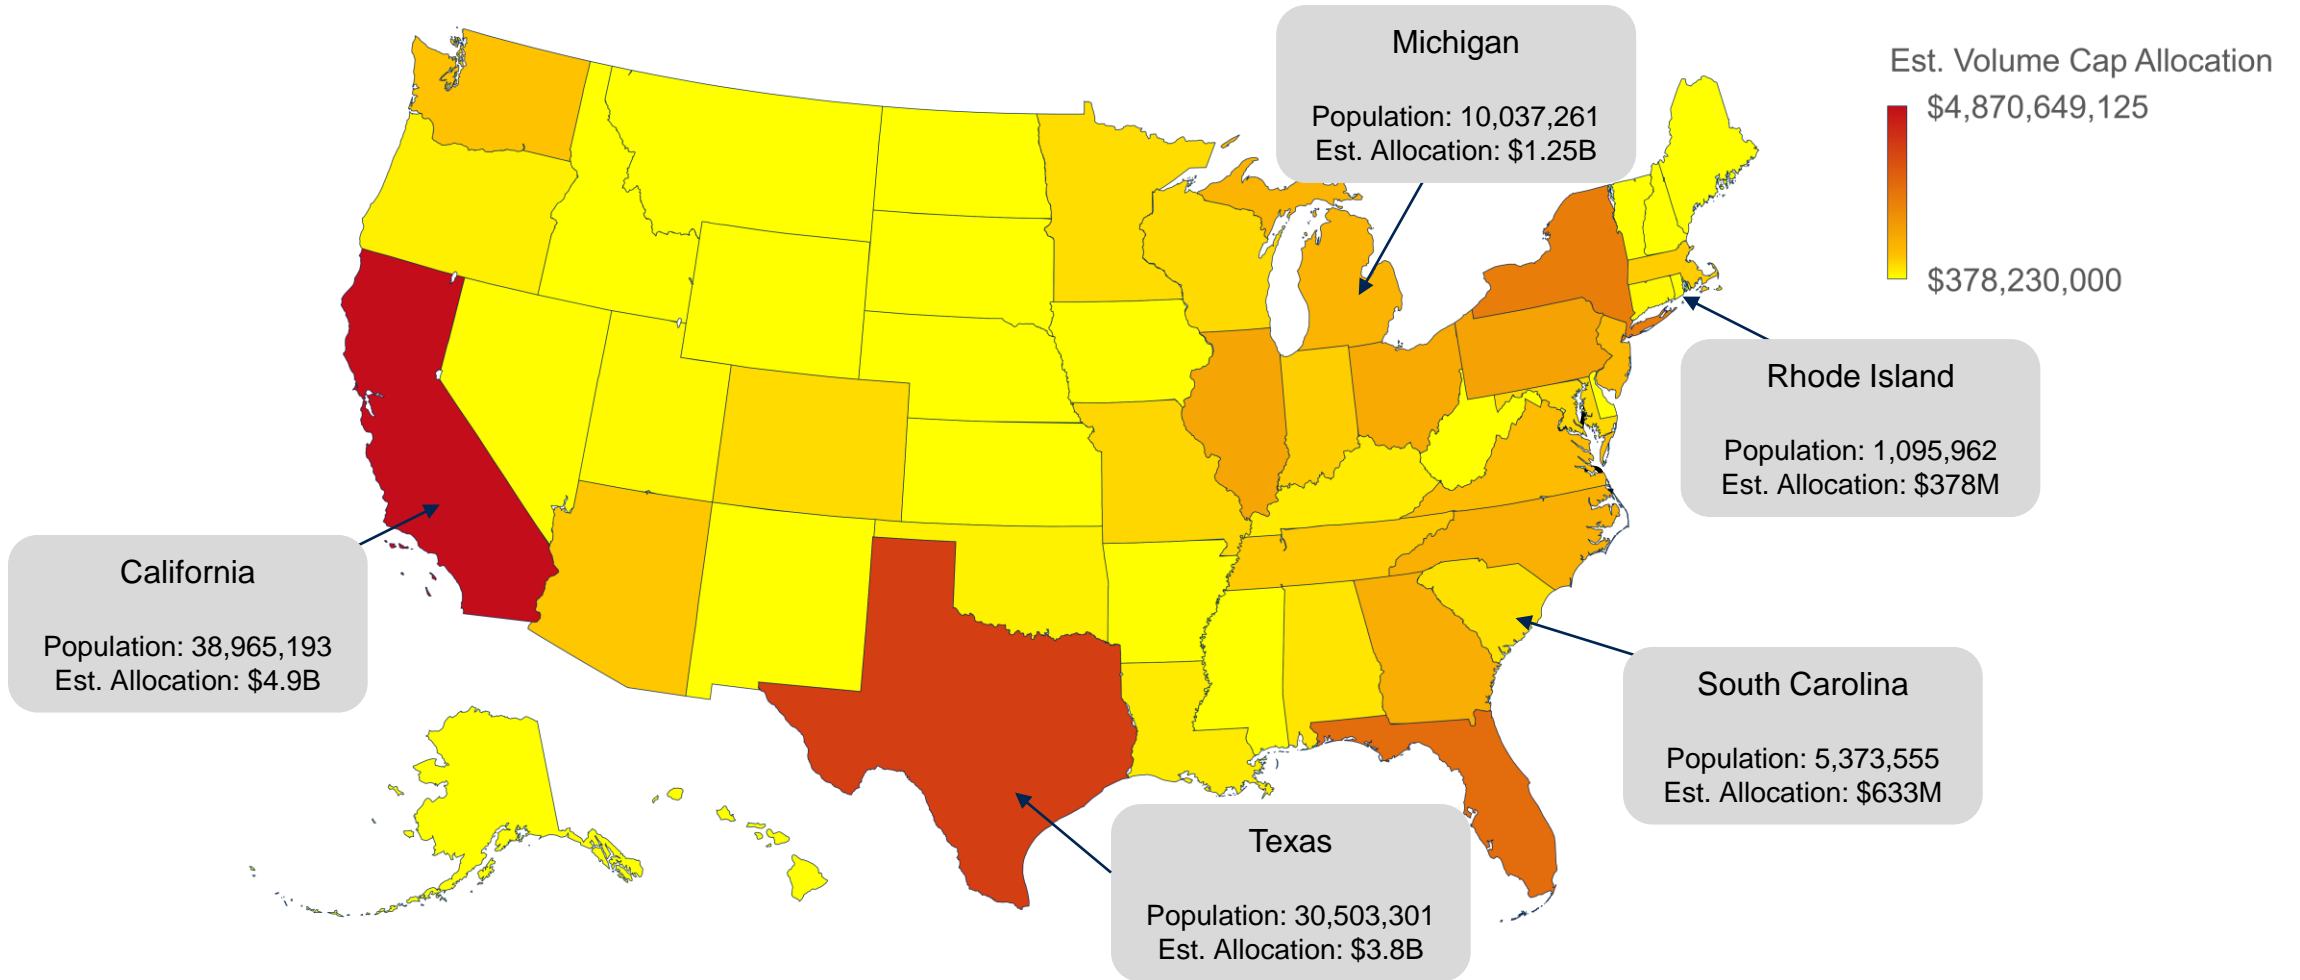 Michigan
Population: 10,037,261
Est. Allocation: $1.25B
Est. Volume Cap Allocation
$4,870,649,125
$378,230,000
Rhode Island
Population: 1,095,962
Est. Allocation: $378M
California
Population: 38,965,193
Est. Allocation: $4.9B
South Carolina
Population: 5,373,555
Est. Allocation: $633M
Texas
Population: 30,503,301
Est. Allocation: $3.8B